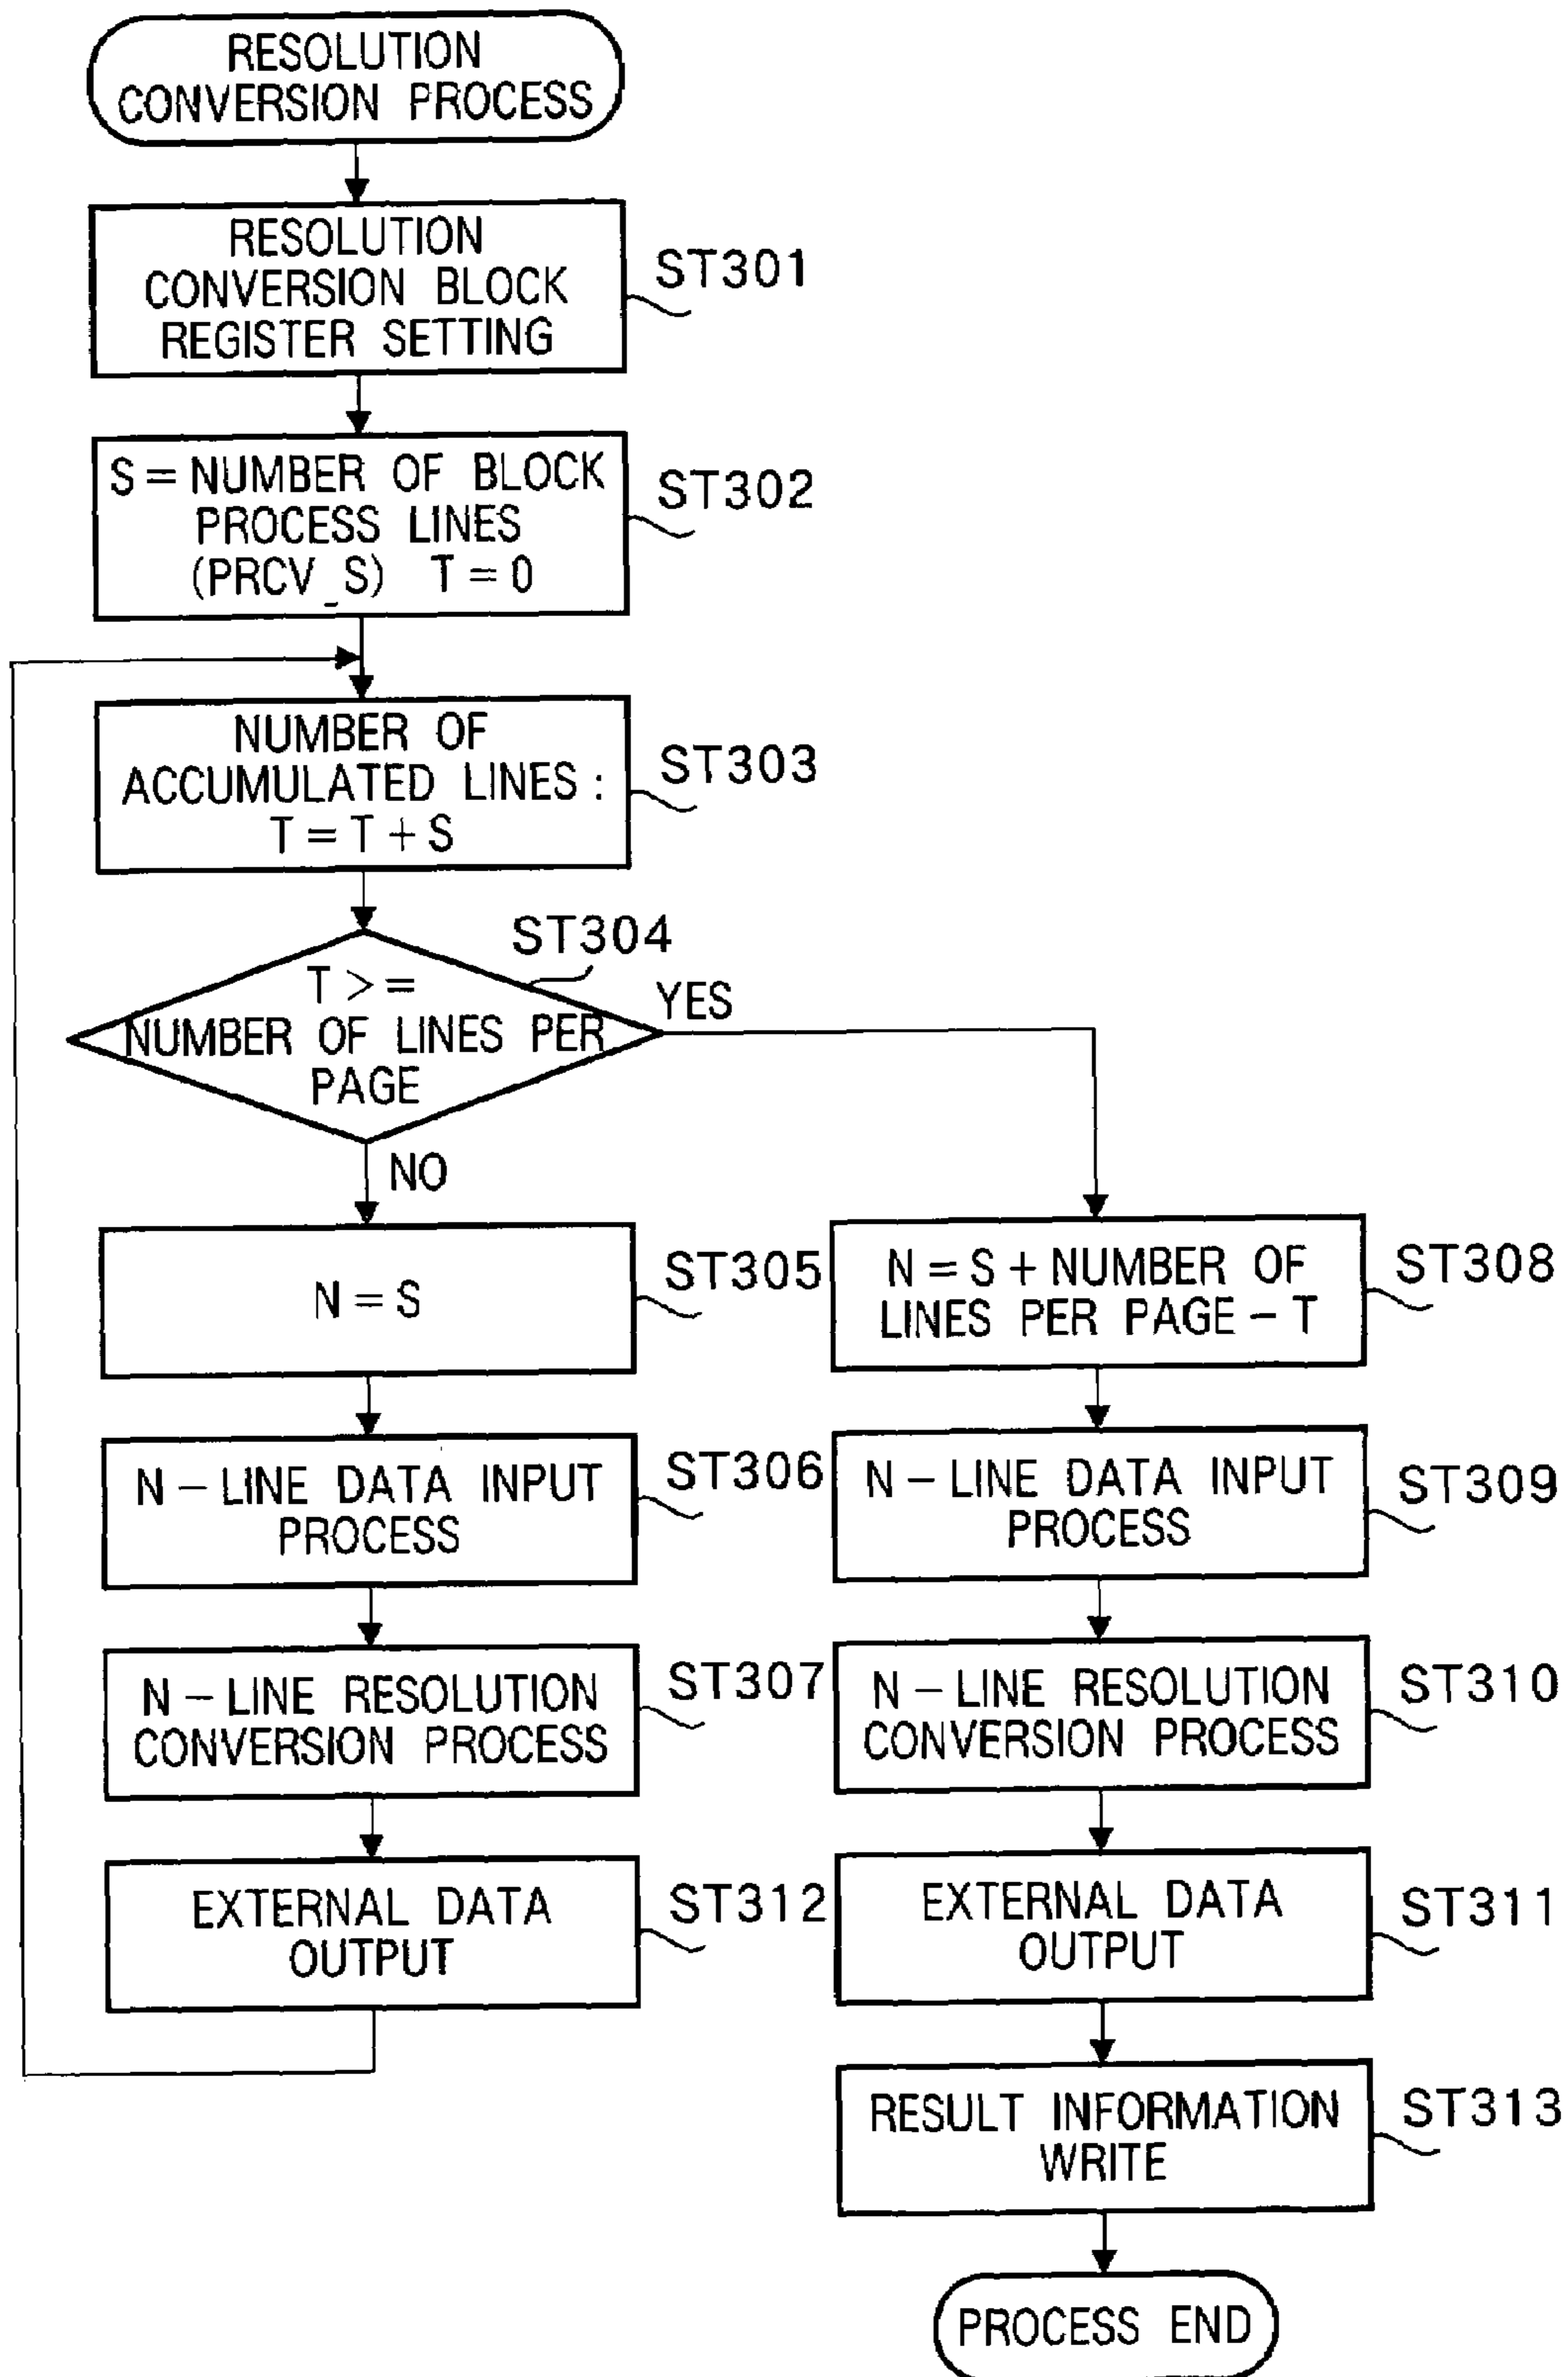 RESOLUTION
CONVERSION PROCESS
RESOLUTION
CONVERSION BLOCK
REGISTER SETTING
ST301
S = NUMBER OF BLOCK
PROCESS LINES
(PRCV_S) T = 0
ST302
NUMBER OF
ACCUMULATED LINES :
T = T + S
ST303
ST304
T >=
NUMBER OF LINES PER
PAGE
YES
NO
N = S
ST305
N – LINE DATA INPUT
PROCESS
ST306
N – LINE RESOLUTION
CONVERSION PROCESS
ST307
EXTERNAL DATA
OUTPUT
ST312
N = S + NUMBER OF
LINES PER PAGE – T
ST308
N – LINE DATA INPUT
PROCESS
ST309
N – LINE RESOLUTION
CONVERSION PROCESS
ST310
EXTERNAL DATA
OUTPUT
ST311
RESULT INFORMATION
WRITE
ST313
PROCESS END